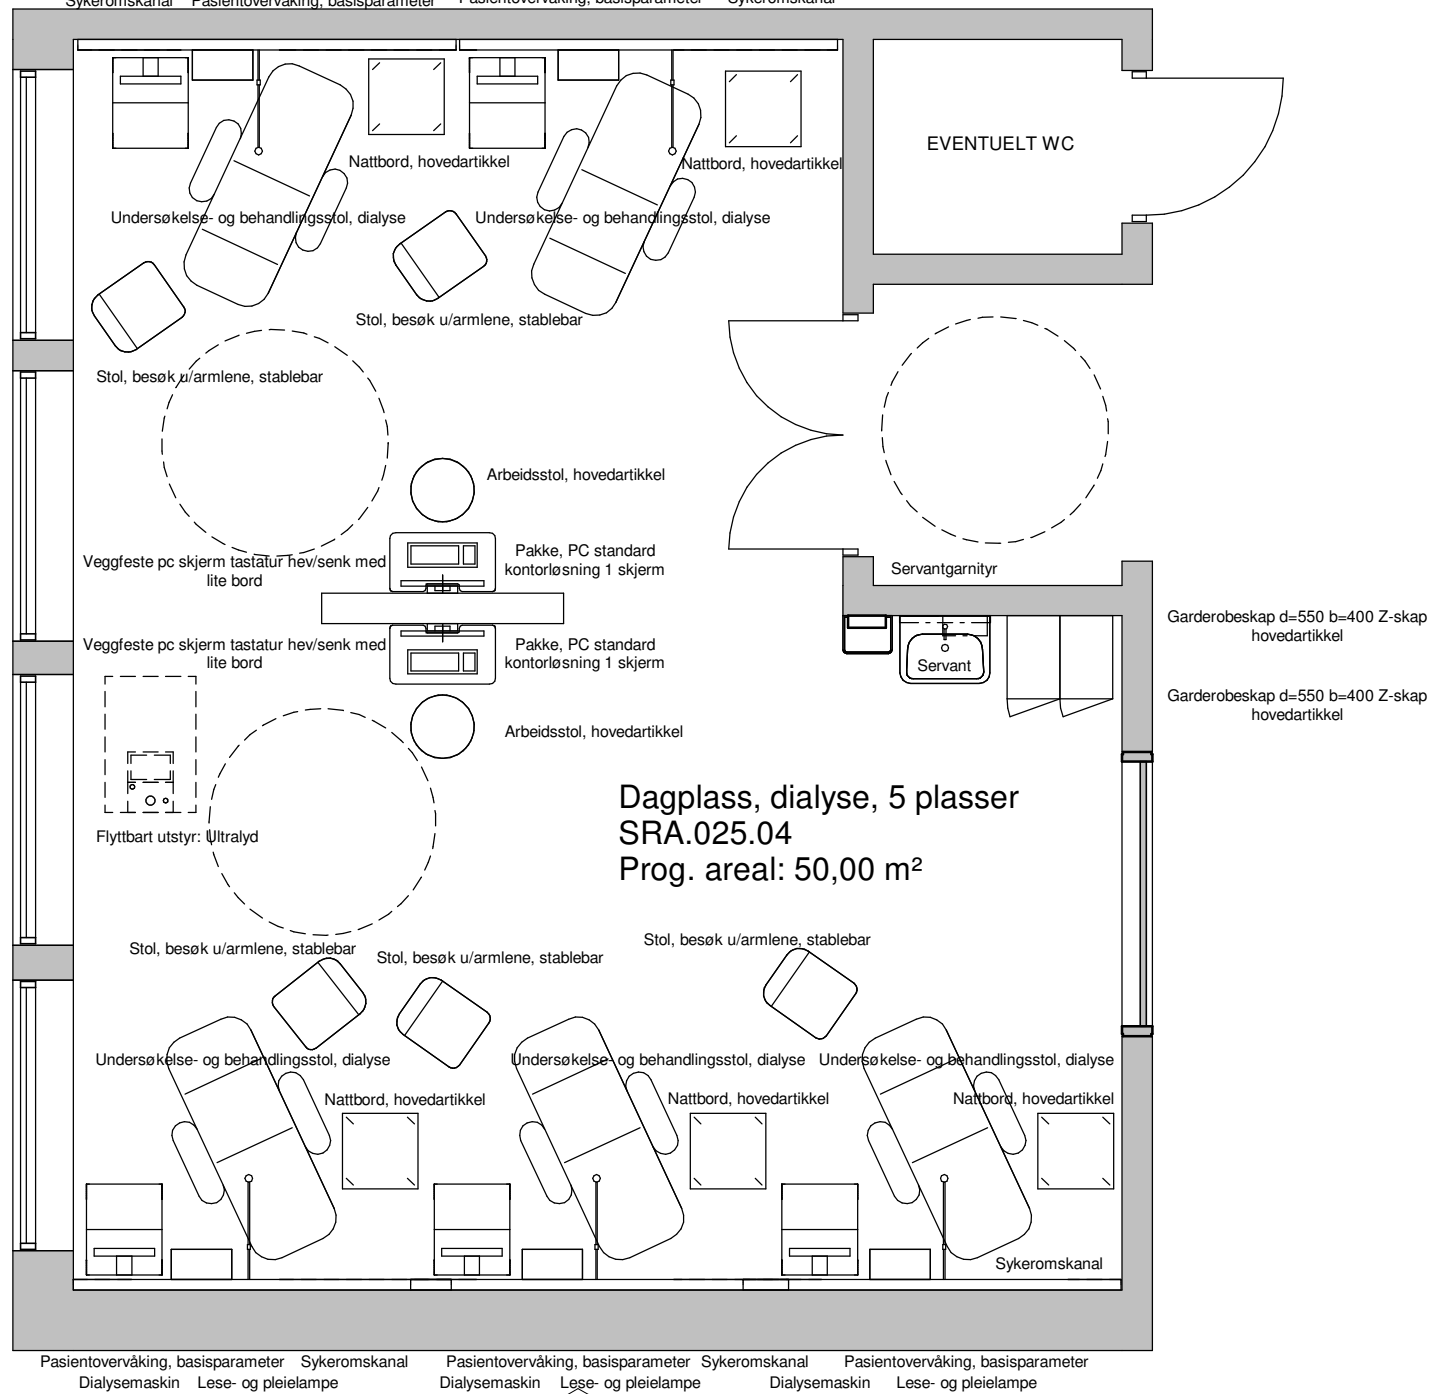 Sykeromskanal Pasientovervåking, basisparameter Pasientovervåking, basisparameter Sykeromskanal
EVENTUELT WC
Nattbord, hovedartikkel
Nattbord, hovedartikkel
Undersøkelse- og behandlingsstol, dialyse
Undersøkelse- og behandlingsstol, dialyse
Stol, besøk u/armlene, stablebar
Stol, besøk u/armlene, stablebar
Arbeidsstol, hovedartikkel
Veggfeste pc skjerm tastatur hev/senk med
lite bord
Pakke, PC standard
kontorløsning 1 skjerm
Servantgarnityr
Veggfeste pc skjerm tastatur hev/senk med
lite bord
Pakke, PC standard
kontorløsning 1 skjerm
Servant
Garderobeskap d=550 b=400 Z-skap
hovedartikkel
Garderobeskap d=550 b=400 Z-skap
hovedartikkel
Arbeidsstol, hovedartikkel
Flyttbart utstyr: Ultralyd
Dagplass, dialyse, 5 plasser
SRA.025.04
Prog. areal: 50,00 m²
Stol, besøk u/armlene, stablebar
Stol, besøk u/armlene, stablebar
Stol, besøk u/armlene, stablebar
Undersøkelse- og behandlingsstol, dialyse
Undersøkelse- og behandlingsstol, dialyse
Undersøkelse- og behandlingsstol, dialyse
Nattbord, hovedartikkel
Nattbord, hovedartikkel
Nattbord, hovedartikkel
Sykeromskanal
Pasientovervåking, basisparameter Sykeromskanal Pasientovervåking, basisparameter Sykeromskanal Pasientovervåking, basisparameter
Dialysemaskin Lese- og pleielampe Dialysemaskin Lese- og pleielampe Dialysemaskin Lese- og pleielampe